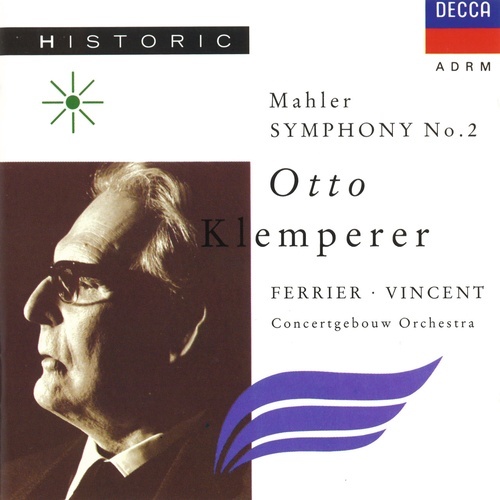 HISTORIC
DECCA
ADRM
Mahler
SYMPHONY No.2
Otto
Klemperer
FERRIER · VINCENT
Concertgebouw Orchestra